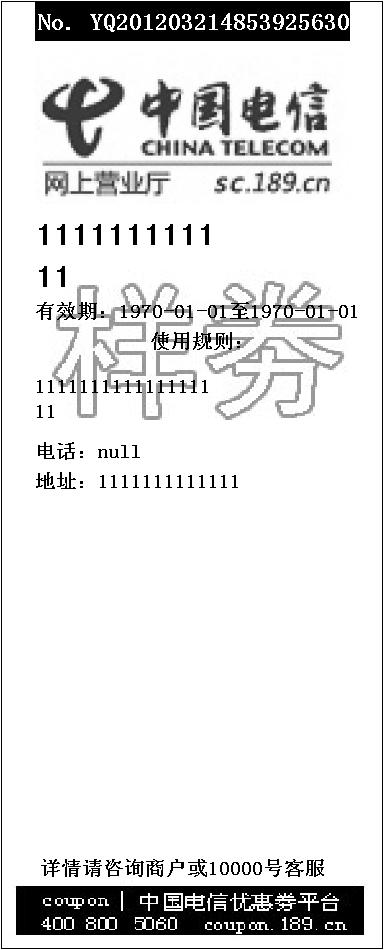 No. YQ201203214853925630
中国电信
CHINA TELECOM
网上营业厅 sc.189.cn
1111111111
11
有效期：1970-01-01至1970-01-01
样券
使用规则：
1111111111111111
11
电话：null
地址：1111111111111
详情请咨询商户或10000号客服
coupon | 中国电信优惠券平台
400 800 5060 coupon.189.cn